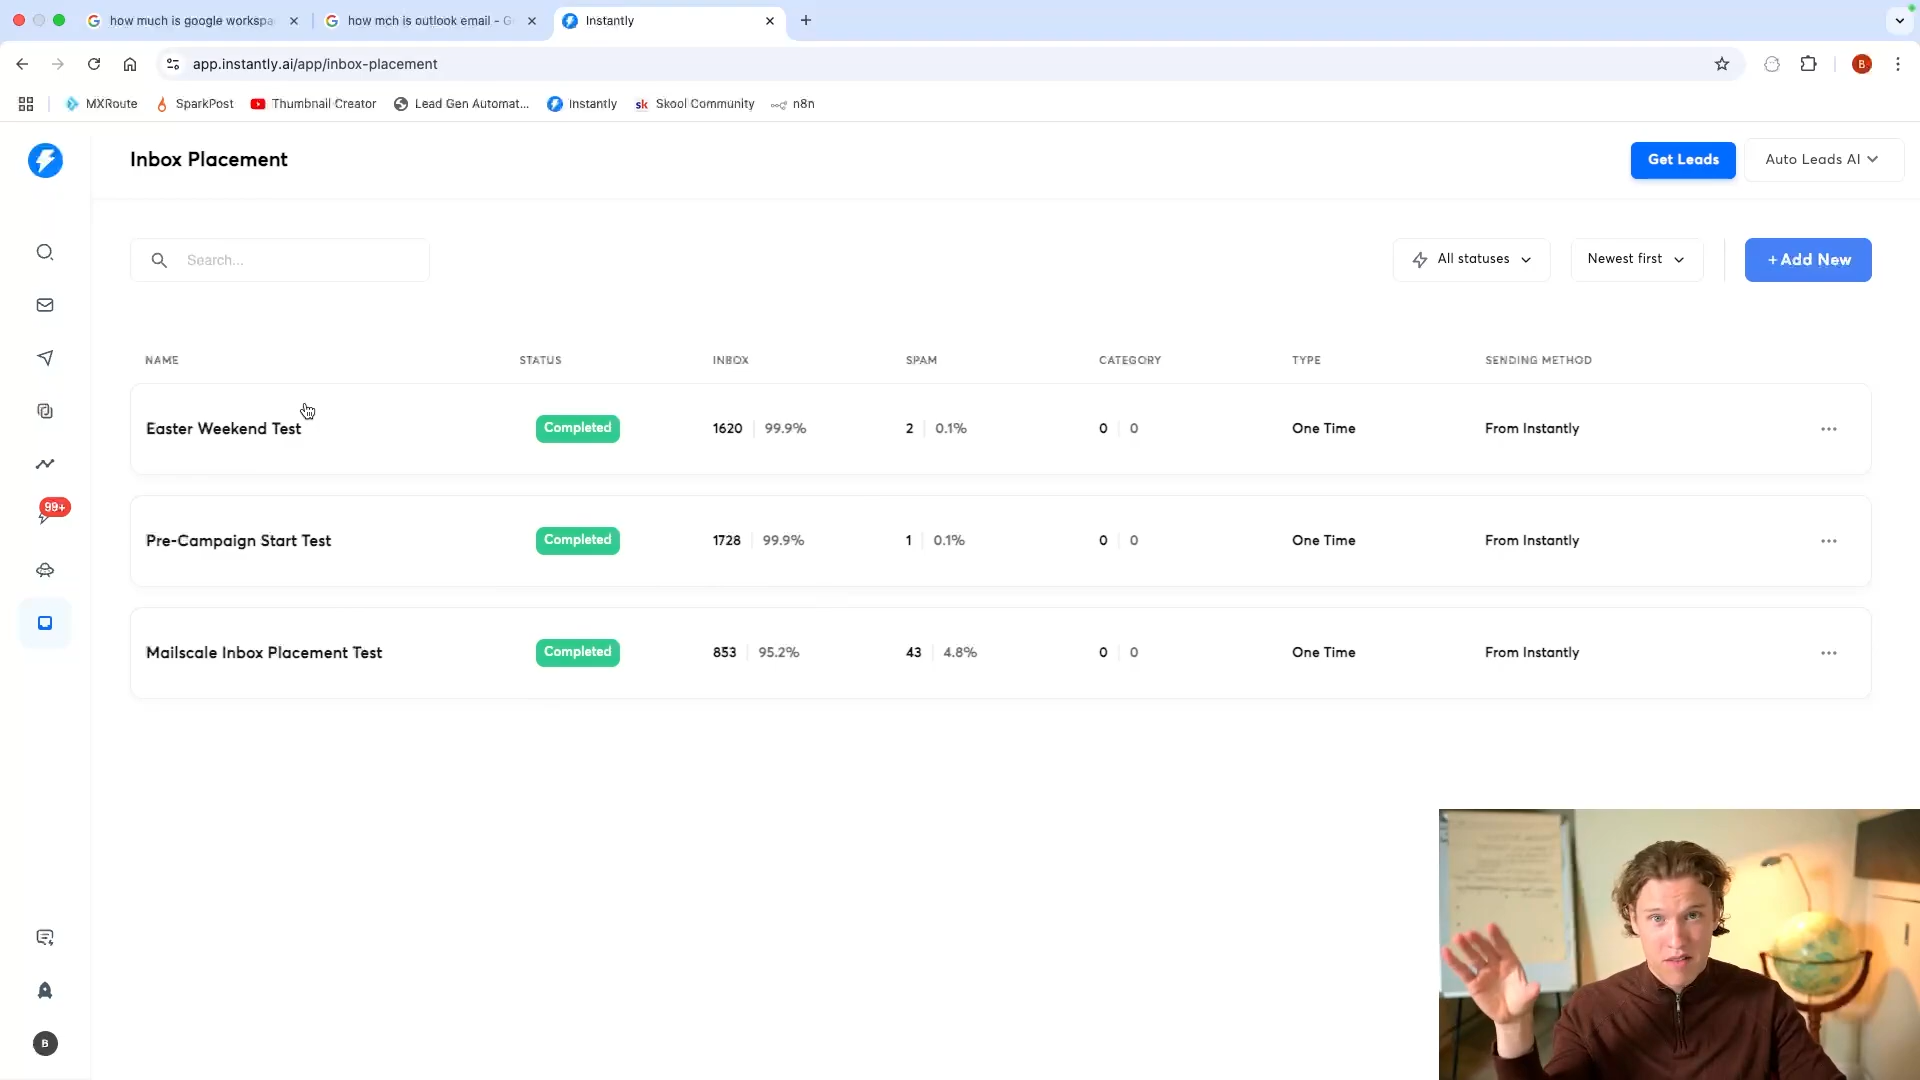 how much is google workspa
how mch is outlook email - G
Instantly
app.instantly.ai/app/inbox-placement
B
MXRoute
SparkPost
Thumbnail Creator
Lead Gen Automat...
Instantly
sk Skool Community
n8n
Inbox Placement
Get Leads
Auto Leads AI
Search...
All statuses
Newest first
+ Add New
NAME STATUS INBOX SPAM CATEGORY TYPE SENDING METHOD
Easter Weekend Test Completed 1620 99.9% 2 0.1% 0 0 One Time From Instantly ...
Pre-Campaign Start Test Completed 1728 99.9% 1 0.1% 0 0 One Time From Instantly ...
Mailscale Inbox Placement Test Completed 853 95.2% 43 4.8% 0 0 One Time From Instantly ...
99+
B